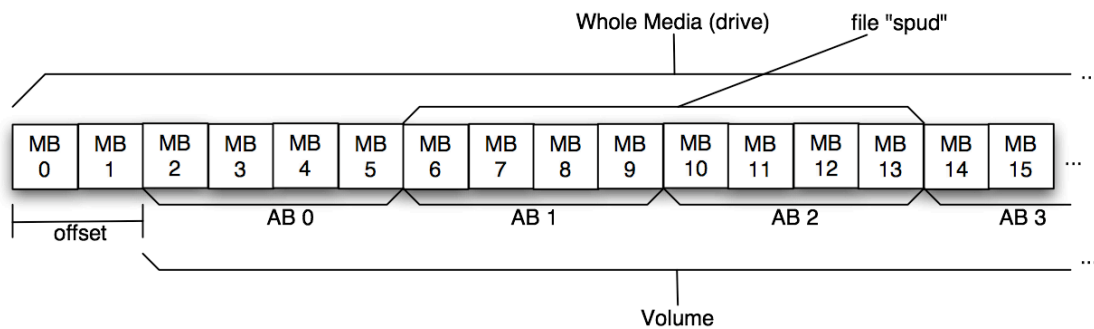 Whole Media (drive)
file "spud"
...
MB 0
MB 1
MB 2
MB 3
MB 4
MB 5
MB 6
MB 7
MB 8
MB 9
MB 10
MB 11
MB 12
MB 13
MB 14
MB 15
...
offset
AB 0
AB 1
AB 2
AB 3
...
Volume